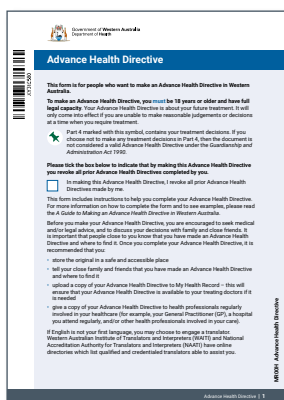 Government of Western Australia
Department of Health
Advance Health Directive
This form is for people who want to make an Advance Health Directive in Western
Australia.
To make an Advance Health Directive, you must be 18 years or older and have full
legal capacity. Your Advance Health Directive is about your future treatment. It will
only come into effect if you are unable to make reasonable judgements or decisions
at a time when you require treatment.
Part 4 marked with this symbol, contains your treatment decisions. If you
choose not to make any treatment decisions in Part 4, then the document is
not considered a valid Advance Health Directive under the Guardianship and
Administration Act 1990.
Please tick the box below to indicate that by making this Advance Health Directive
you revoke all prior Advance Health Directives completed by you.
In making this Advance Health Directive, I revoke all prior Advance Health
Directives made by me.
This form includes instructions to help you complete your Advance Health Directive.
For more information on how to complete the form and to see examples, please read
the A Guide to Making an Advance Health Directive in Western Australia.
Before you make your Advance Health Directive, you are encouraged to seek medical
and/or legal advice, and to discuss your decisions with family and close friends. It
is important that people close to you know that you have made an Advance Health
Directive and where to find it. Once you complete your Advance Health Directive, it is
recommended that you:
• store the original in a safe and accessible place
• tell your close family and friends that you have made an Advance Health Directive
and where to find it
• upload a copy of your Advance Health Directive to My Health Record – this will
ensure that your Advance Health Directive is available to your treating doctors if it
is needed
• give a copy of your Advance Health Directive to health professionals regularly
involved in your healthcare (for example, your General Practitioner (GP), a hospital
you attend regularly, and/or other health professionals involved in your care).
If English is not your first language, you may choose to engage a translator.
Western Australian Institute of Translators and Interpreters (WAITI) and National
Accreditation Authority for Translators and Interpreters (NAATI) have online
directories which list qualified and credentialed translators able to assist you.
MR00H Advance Health Directive
Advance Health Directive | 1